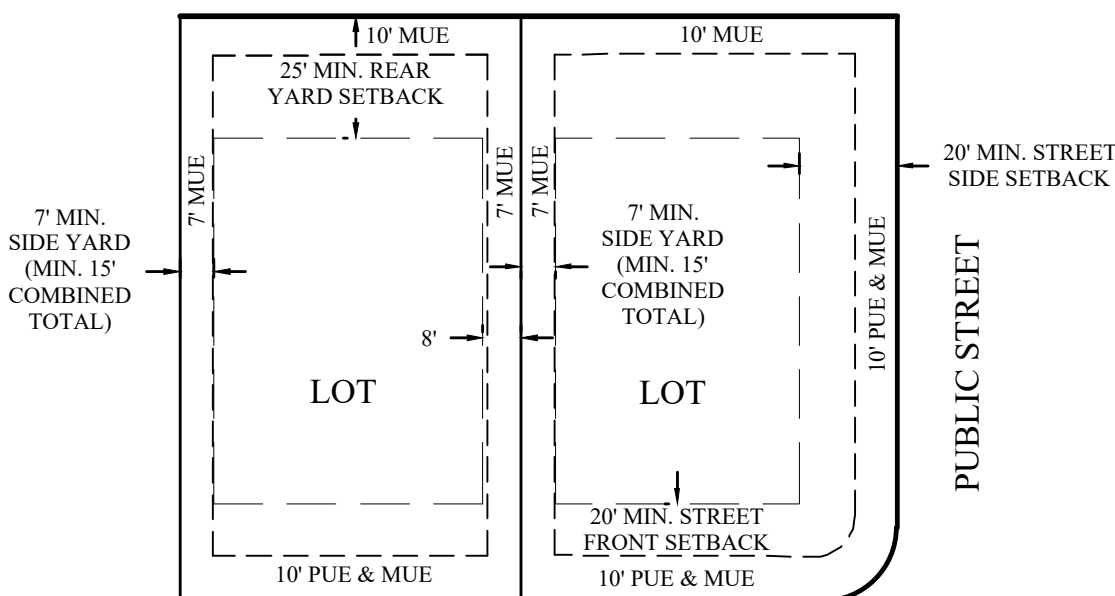 10' MUE
10' MUE
25' MIN. REAR
YARD SETBACK
7' MUE
7' MUE
7' MUE
20' MIN. STREET
SIDE SETBACK
7' MIN.
SIDE YARD
(MIN. 15'
COMBINED
TOTAL)
7' MIN.
SIDE YARD
(MIN. 15'
COMBINED
TOTAL)
10' PUE & MUE
PUBLIC STREET
8'
LOT
LOT
20' MIN. STREET
FRONT SETBACK
10' PUE & MUE
10' PUE & MUE